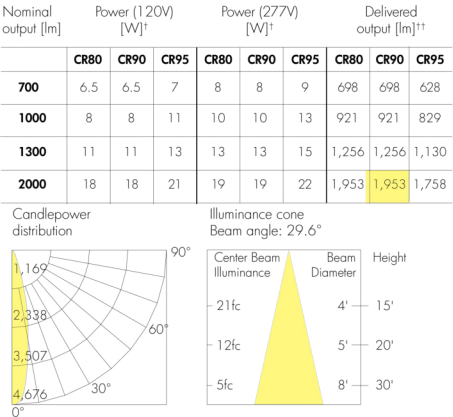 Nominal Power (120V) Power (277V) Delivered
output [lm] [W]† [W]† output [lm]††
CR80 CR90 CR95 CR80 CR90 CR95 CR80 CR90 CR95
700 6.5 6.5 7 8 8 9 698 698 628
1000 8 8 11 10 10 13 921 921 829
1300 11 11 13 13 13 15 1,256 1,256 1,130
2000 18 18 21 19 19 22 1,953 1,953 1,758
Candlepower
distribution
1,169
2,338
3,507
4,676
90°
60°
30°
0°
Illuminance cone
Beam angle: 29.6°
Center Beam Beam Height
Illuminance Diameter
21fc 4' 15'
12fc 5' 20'
5fc 8' 30'